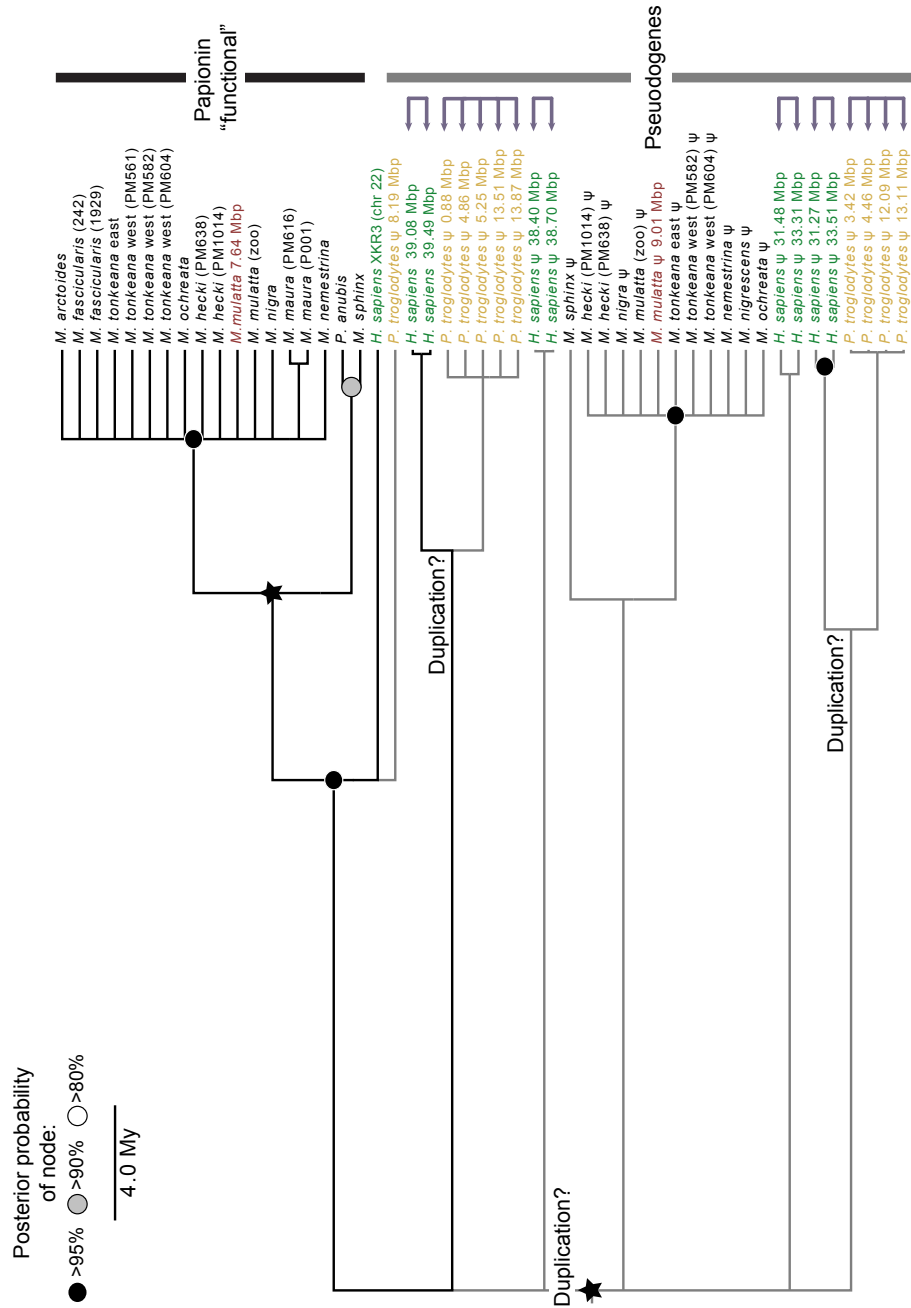 Posterior probability
of node:
>95% >90% >80%
4.0 My
M. arctoides
M. fascicularis (242)
M. fascicularis (1929)
M. tonkeana east
M. tonkeana west (PM561)
M. tonkeana west (PM582)
M. tonkeana west (PM604)
M. ochreata
M. hecki (PM638)
M. hecki (PM1014)
M. mulatta 7.64 Mbp
M. mulatta (zoo)
M. nigra
M. maura (PM616)
M. maura (P001)
M. nemestrina
P. anubis
M. sphinx
H. sapiens XKR3 (chr 22)
P. troglodytes ψ 8.19 Mbp
H. sapiens 39.08 Mbp
H. sapiens 39.49 Mbp
P. troglodytes ψ 0.88 Mbp
P. troglodytes ψ 4.86 Mbp
P. troglodytes ψ 5.25 Mbp
P. troglodytes ψ 13.51 Mbp
P. troglodytes ψ 13.87 Mbp
H. sapiens ψ 38.40 Mbp
H. sapiens ψ 38.70 Mbp
M. sphinx ψ
M. hecki (PM1014) ψ
M. hecki (PM638) ψ
M. nigra ψ
M. mulatta (zoo) ψ
M. mulatta ψ 9.01 Mbp
M. tonkeana east ψ
M. tonkeana west (PM582) ψ
M. tonkeana west (PM604) ψ
M. nemestrina ψ
M. nigrescens ψ
M. ochreata ψ
H. sapiens ψ 31.48 Mbp
H. sapiens ψ 33.31 Mbp
H. sapiens ψ 31.27 Mbp
H. sapiens ψ 33.51 Mbp
P. troglodytes ψ 3.42 Mbp
P. troglodytes ψ 4.46 Mbp
P. troglodytes ψ 12.09 Mbp
P. troglodytes ψ 13.11 Mbp
Papionin
“functional”
Pseuodogenes
Duplication?
Duplication?
Duplication?